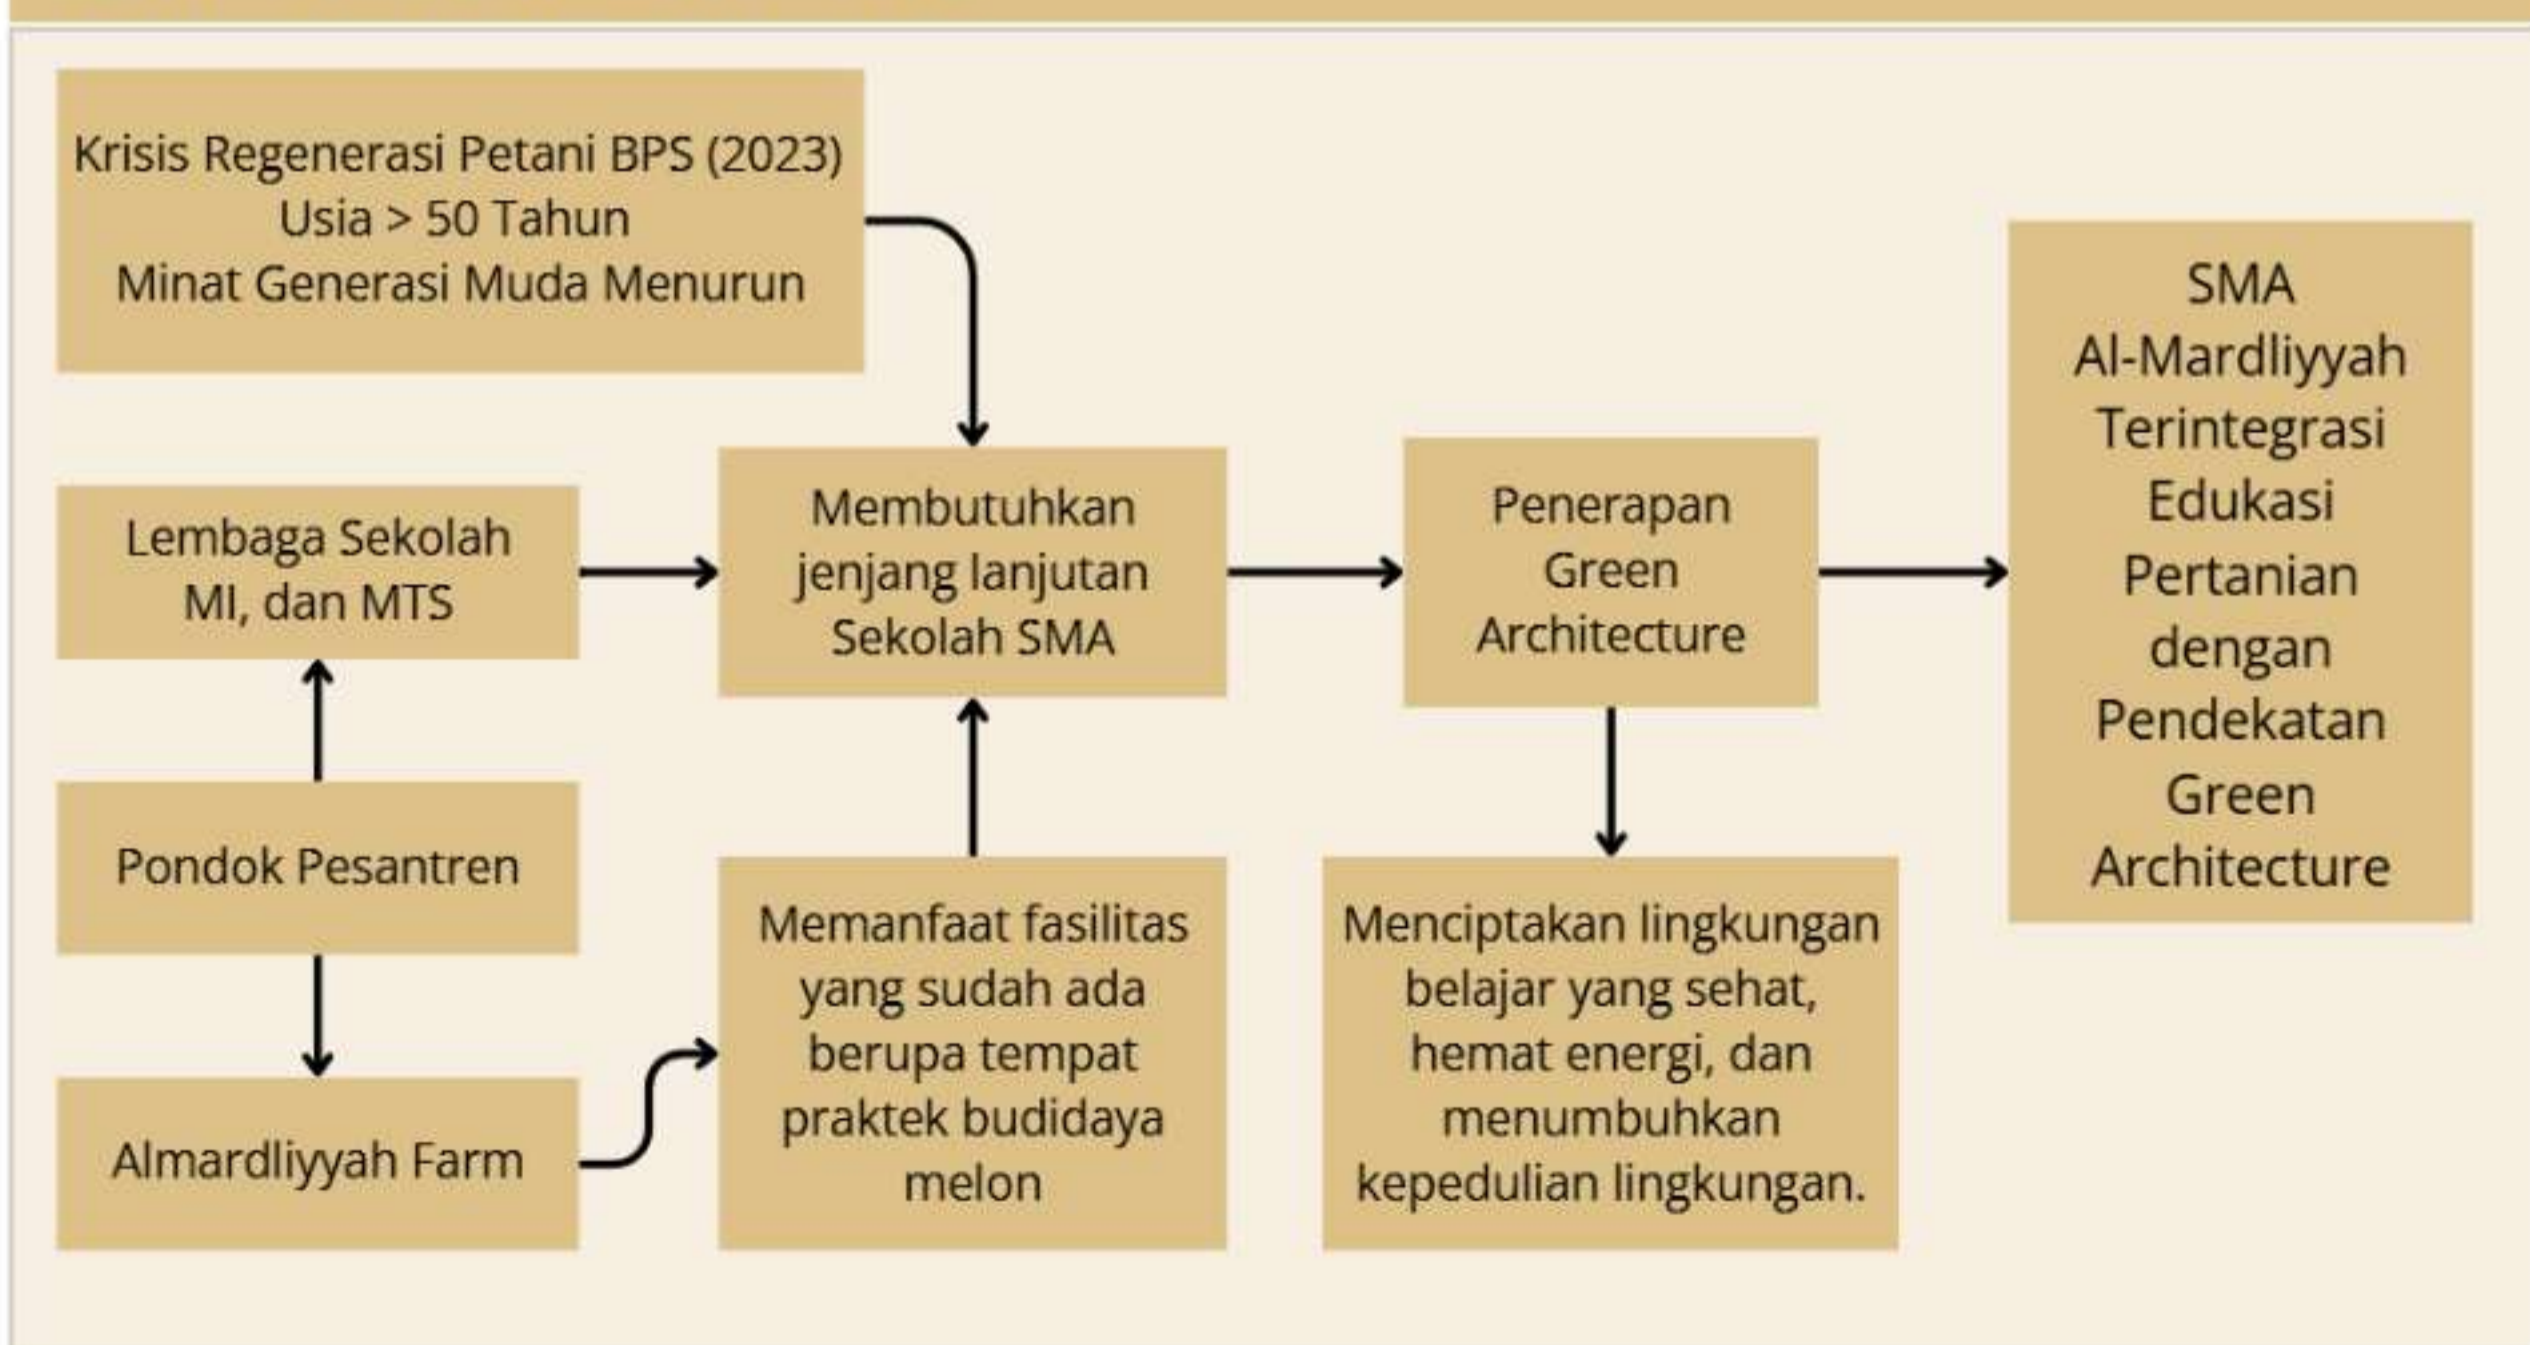 Krisis Regenerasi Petani BPS (2023)
Usia > 50 Tahun
Minat Generasi Muda Menurun
Lembaga Sekolah
MI, dan MTS
Pondok Pesantren
Almardliyyah Farm
Membutuhkan
jenjang lanjutan
Sekolah SMA
Memanfaat fasilitas
yang sudah ada
berupa tempat
praktek budidaya
melon
Penerapan
Green
Architecture
Menciptakan lingkungan
belajar yang sehat,
hemat energi, dan
menumbuhkan
kepedulian lingkungan.
SMA
Al-Mardliyyah
Terintegrasi
Edukasi
Pertanian
dengan
Pendekatan
Green
Architecture